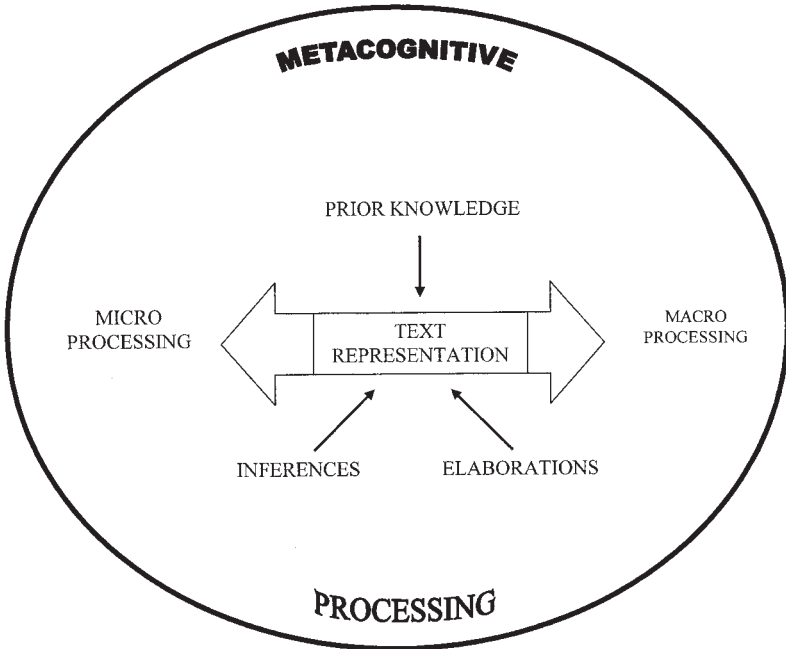 METACOGNITIVE
PRIOR KNOWLEDGE
MICRO
PROCESSING
TEXT
REPRESENTATION
MACRO
PROCESSING
INFERENCES
ELABORATIONS
PROCESSING